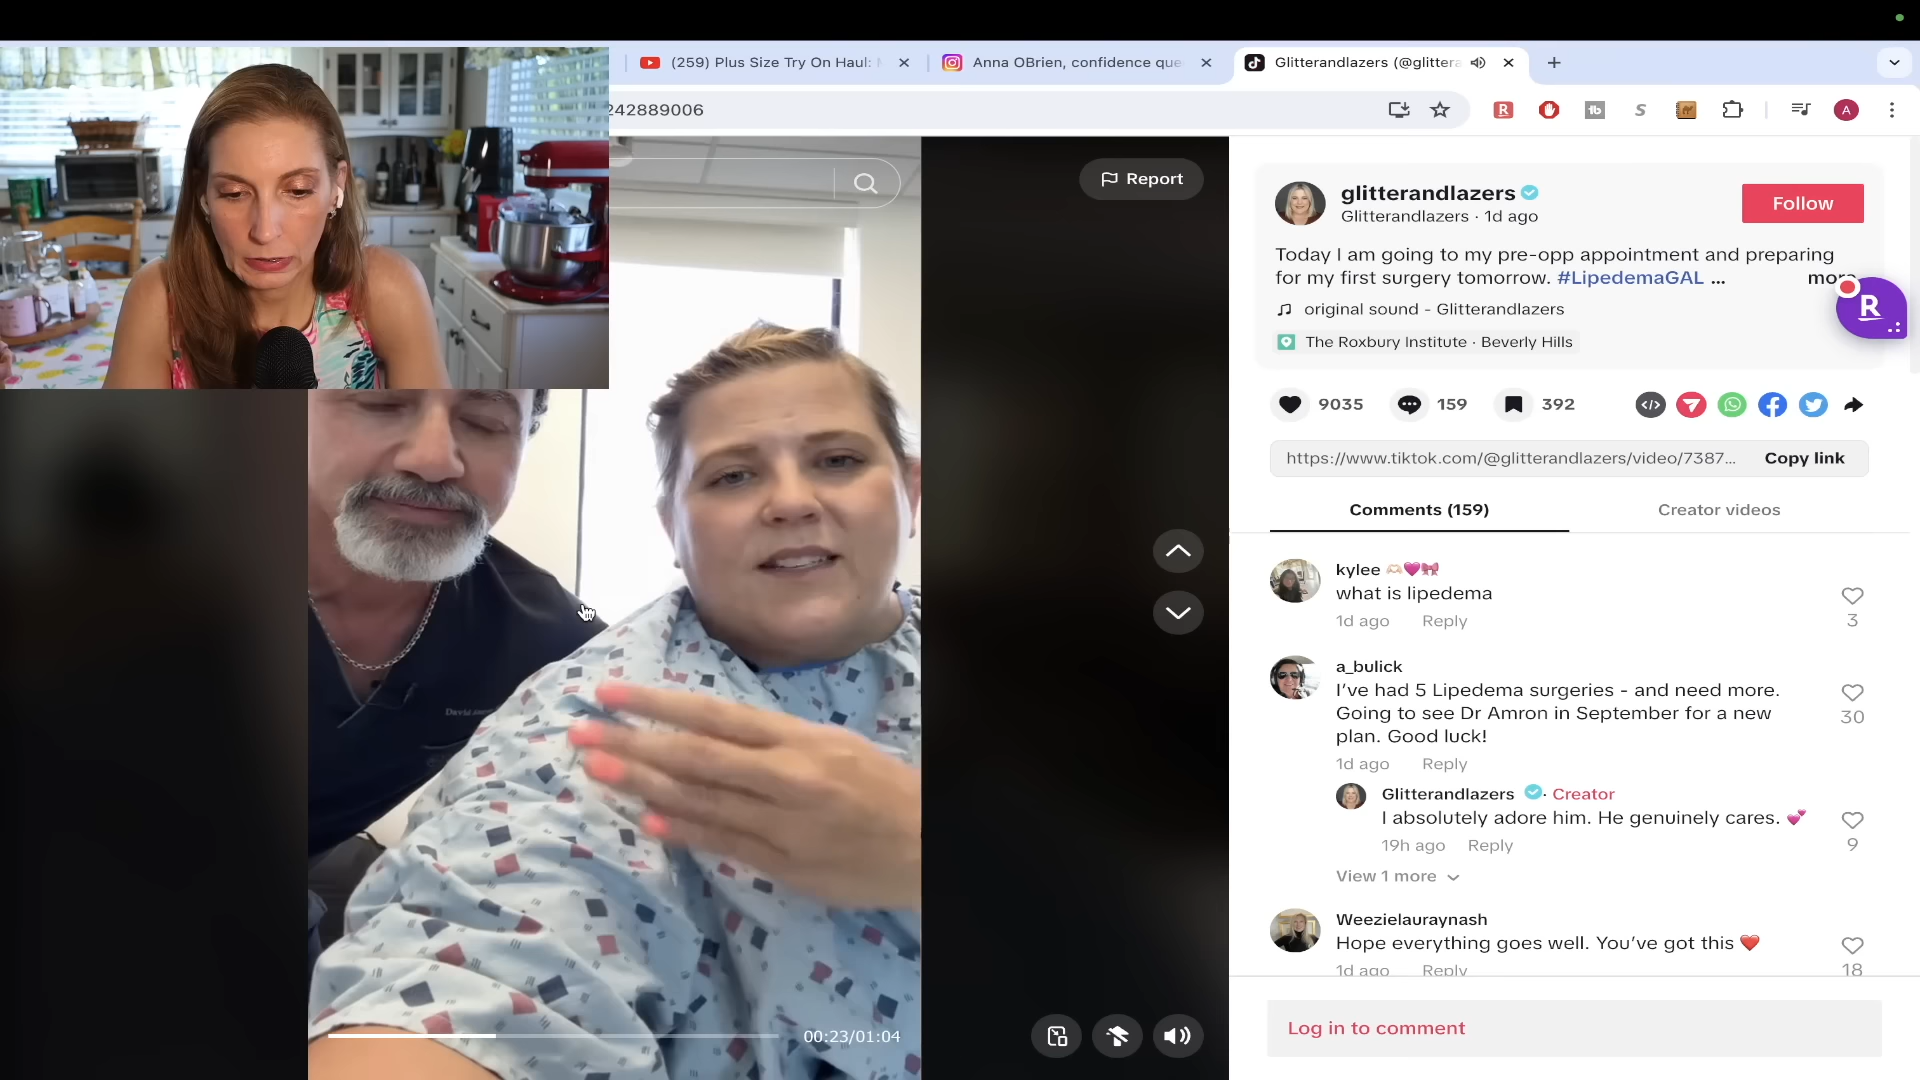 (259) Plus Size Try On Haul:
Anna OBrien, confidence que
Glitterandlazers (@glittera
242889006
tb
S
A
Report
glitterandlazers
Glitterandlazers · 1d ago
Follow
Today I am going to my pre-opp appointment and preparing
for my first surgery tomorrow. #LipedemaGAL ...
more
R
original sound - Glitterandlazers
The Roxbury Institute · Beverly Hills
9035
159
392
https://www.tiktok.com/@glitterandlazers/video/7387...
Copy link
Comments (159)
Creator videos
kylee
what is lipedema
1d ago Reply
3
a_bulick
I've had 5 Lipedema surgeries - and need more.
Going to see Dr Amron in September for a new
plan. Good luck!
30
1d ago Reply
Glitterandlazers · Creator
I absolutely adore him. He genuinely cares. 💕
19h ago Reply
9
View 1 more
Weezielauraynash
Hope everything goes well. You've got this ❤️
1d ago Reply
18
00:23/01:04
Log in to comment